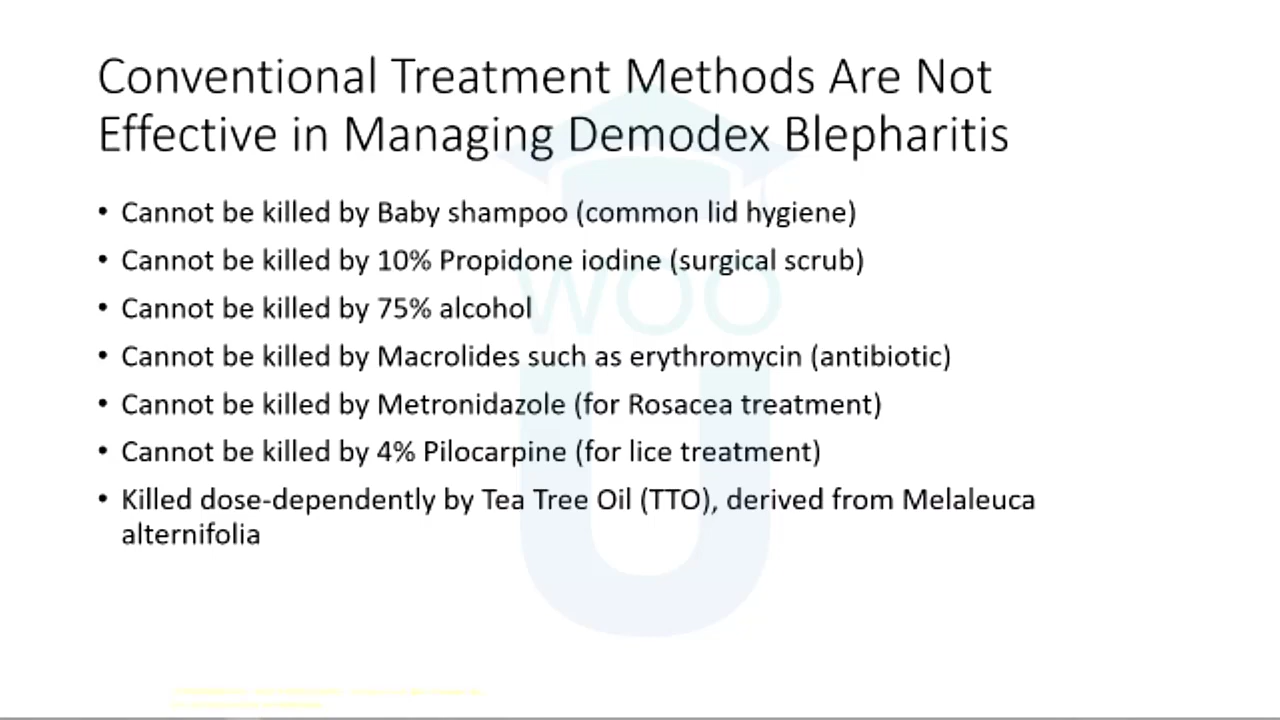 Conventional Treatment Methods Are Not
Effective in Managing Demodex Blepharitis
• Cannot be killed by Baby shampoo (common lid hygiene)
• Cannot be killed by 10% Propidone iodine (surgical scrub)
• Cannot be killed by 75% alcohol
• Cannot be killed by Macrolides such as erythromycin (antibiotic)
• Cannot be killed by Metronidazole (for Rosacea treatment)
• Cannot be killed by 4% Pilocarpine (for lice treatment)
• Killed dose-dependently by Tea Tree Oil (TTO), derived from Melaleuca
alternifolia
WOO
U